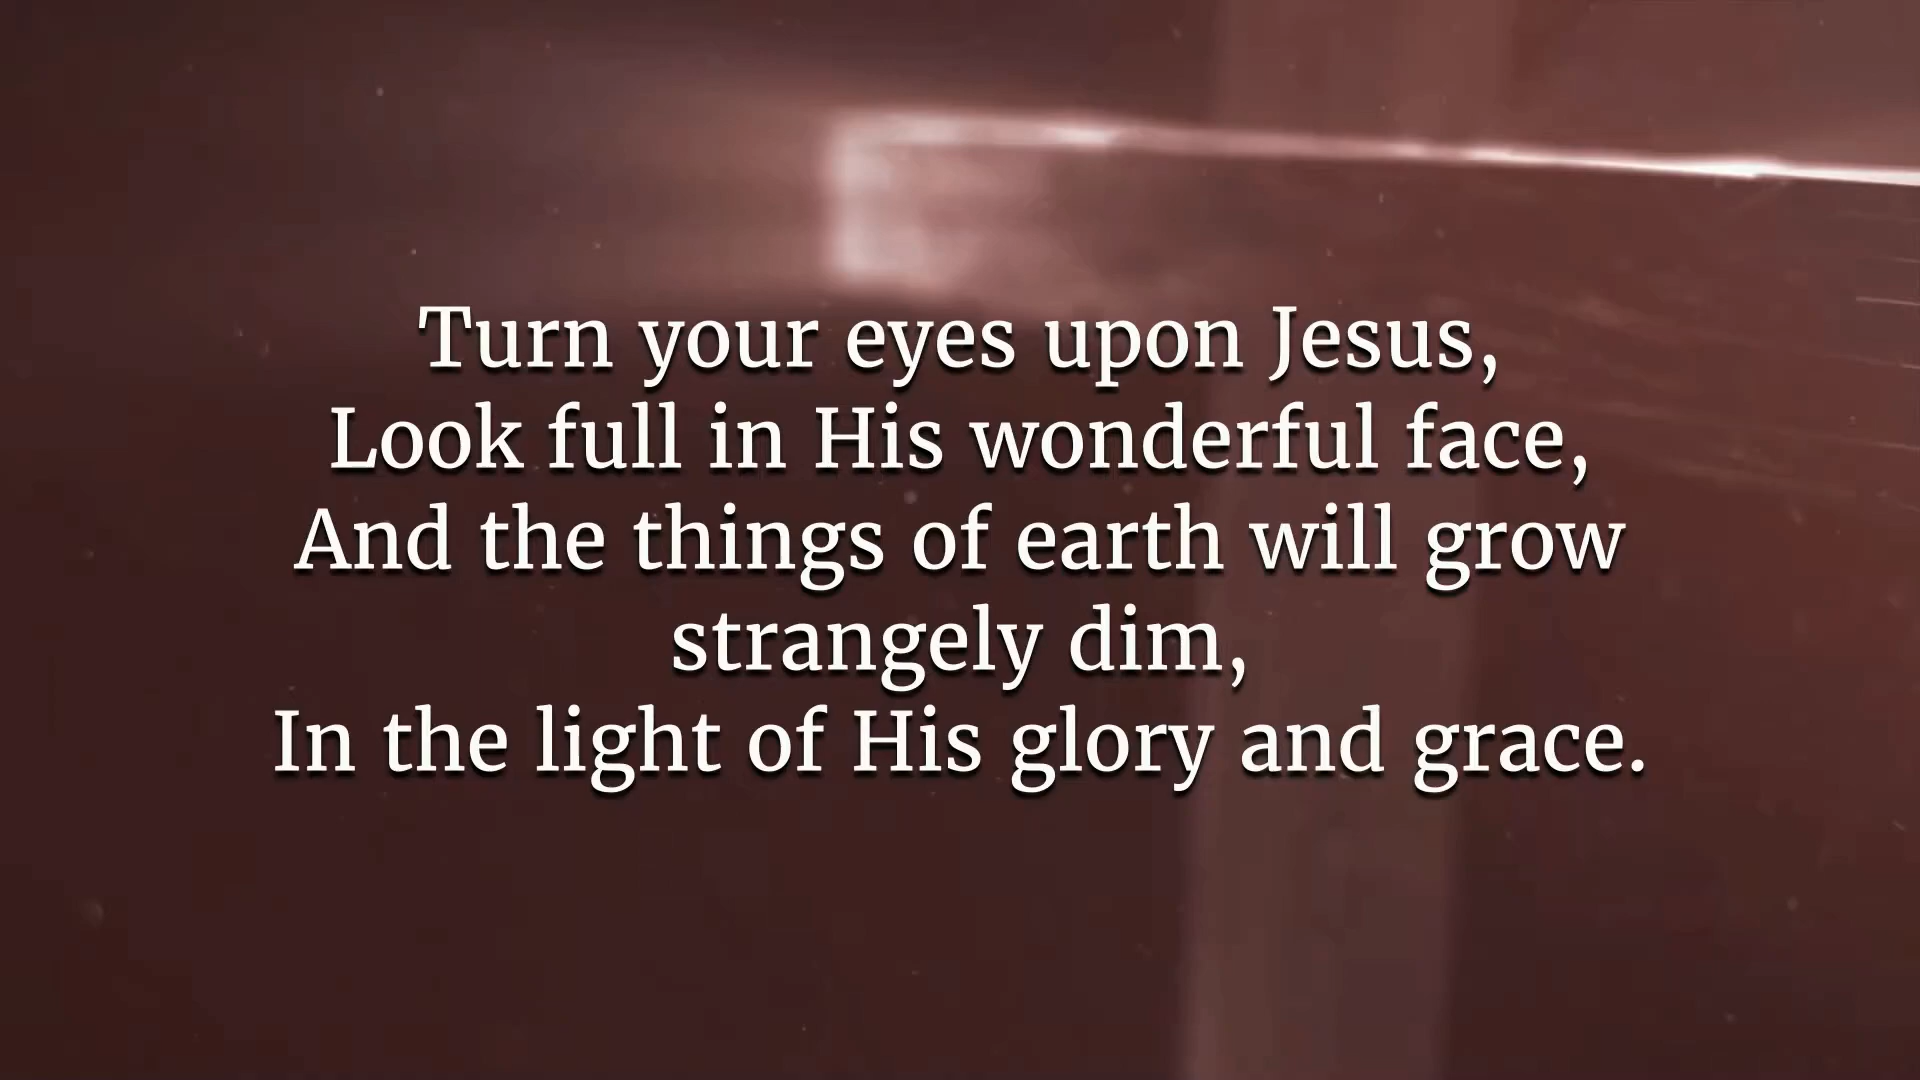 Turn your eyes upon Jesus,
Look full in His wonderful face,
And the things of earth will grow
strangely dim,
In the light of His glory and grace.